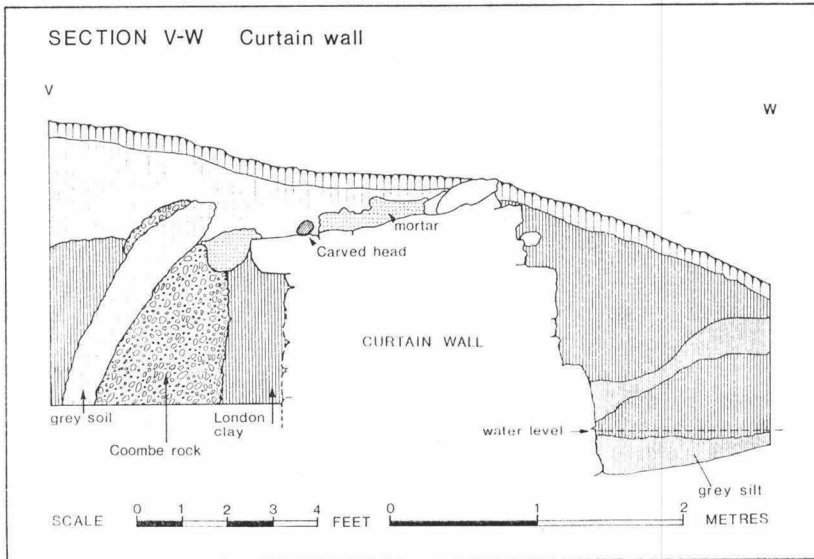 SECTION V-W Curtain wall
V
W
mortar
Carved head
CURTAIN WALL
grey soil
London
clay
Coombe rock
water level
grey silt
SCALE 0 1 2 3 4 FEET 0 1 2 METRES